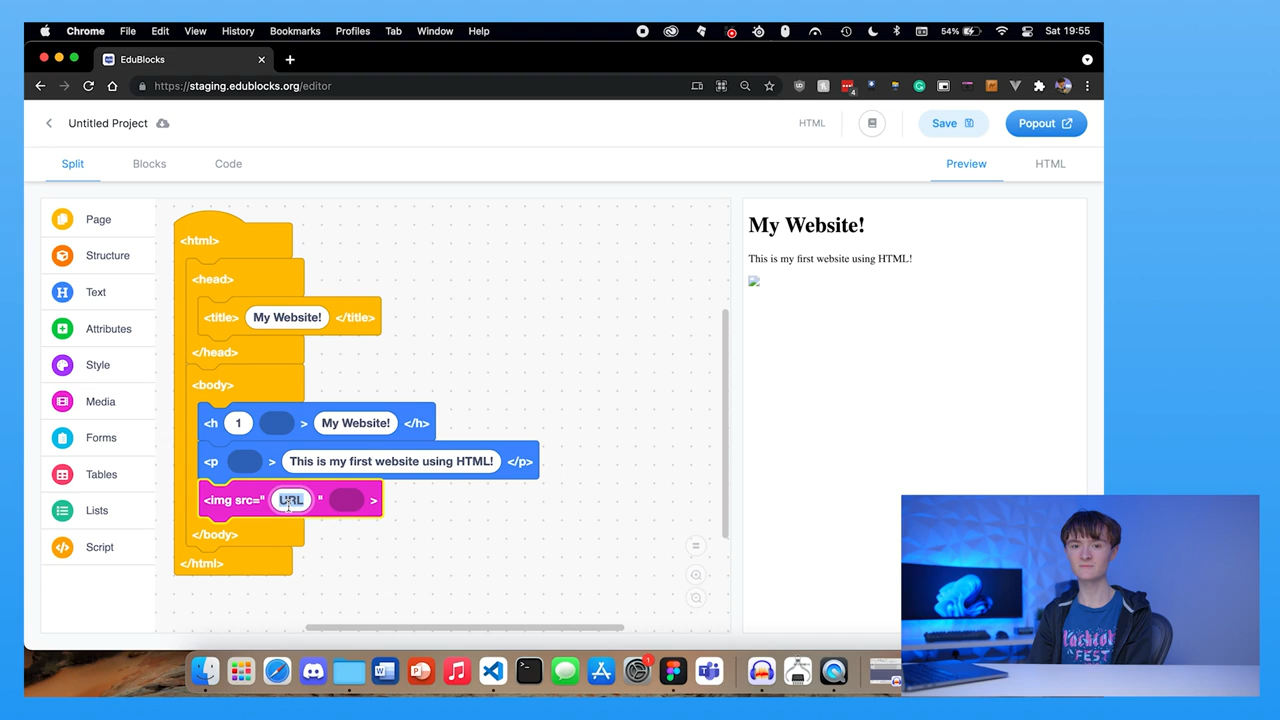 Chrome File Edit View History Bookmarks Profiles Tab Window Help 54% Sat 19:55
EduBlocks
https://staging.edublocks.org/editor
4
Untitled Project HTML Save Popout
Split Blocks Code Preview HTML
Page
Structure
Text
Attributes
Style
Media
Forms
Tables
Lists
Script
<html>
<head>
<title> My Website! </title>
</head>
<body>
<h 1 > My Website! </h>
<p > This is my first website using HTML! </p>
<img src=" URL " >
</body>
</html>
My Website!
This is my first website using HTML!
1
FEST